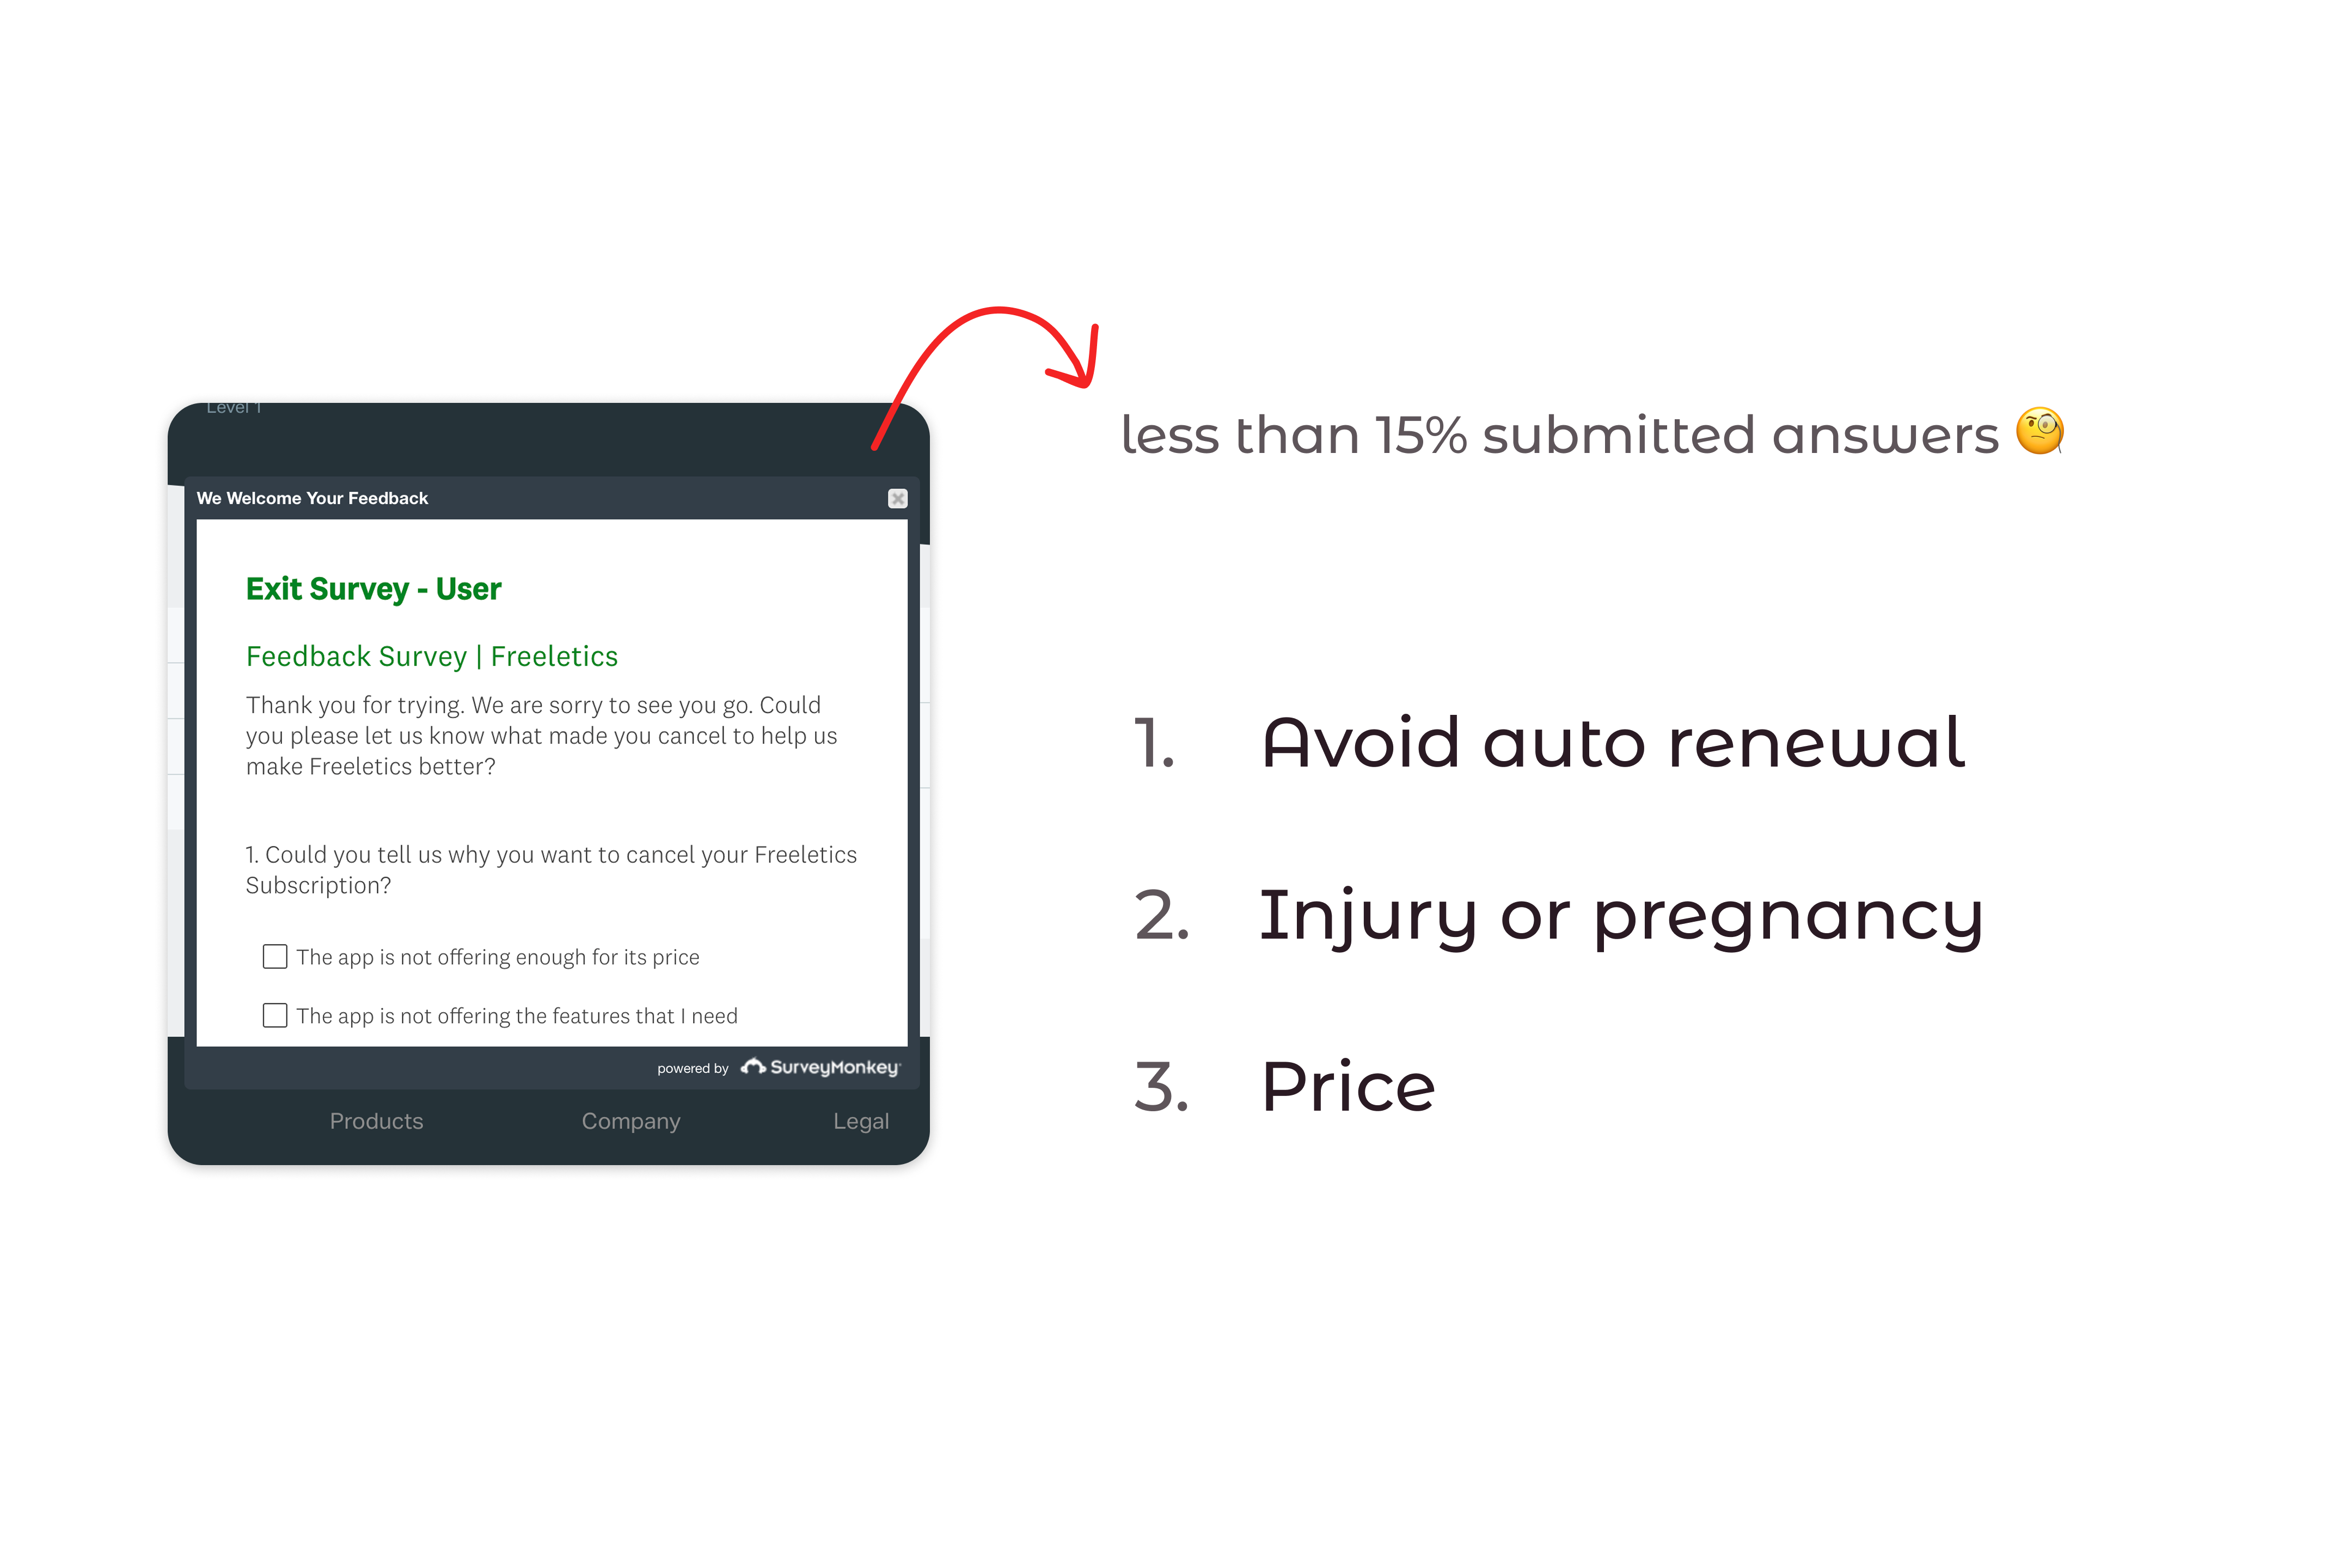 Level 1
We Welcome Your Feedback
Exit Survey - User
Feedback Survey | Freeletics
Thank you for trying. We are sorry to see you go. Could
you please let us know what made you cancel to help us
make Freeletics better?
1. Could you tell us why you want to cancel your Freeletics
Subscription?
The app is not offering enough for its price
The app is not offering the features that I need
powered by SurveyMonkey
Products Company Legal
less than 15% submitted answers 🧐
1. Avoid auto renewal
2. Injury or pregnancy
3. Price